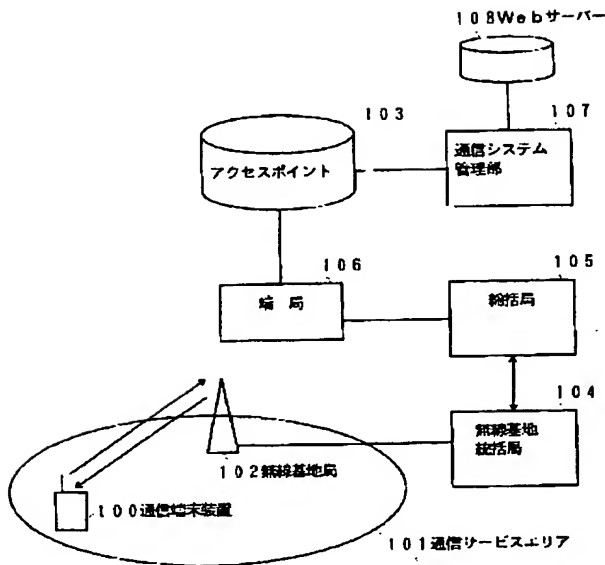 108Webサーバー
103
107
アクセスポイント
通信システム
管理部
106
105
端 局
総括局
104
無線基地
統括局
102無線基地局
100通信端末装置
101通信サービスエリア